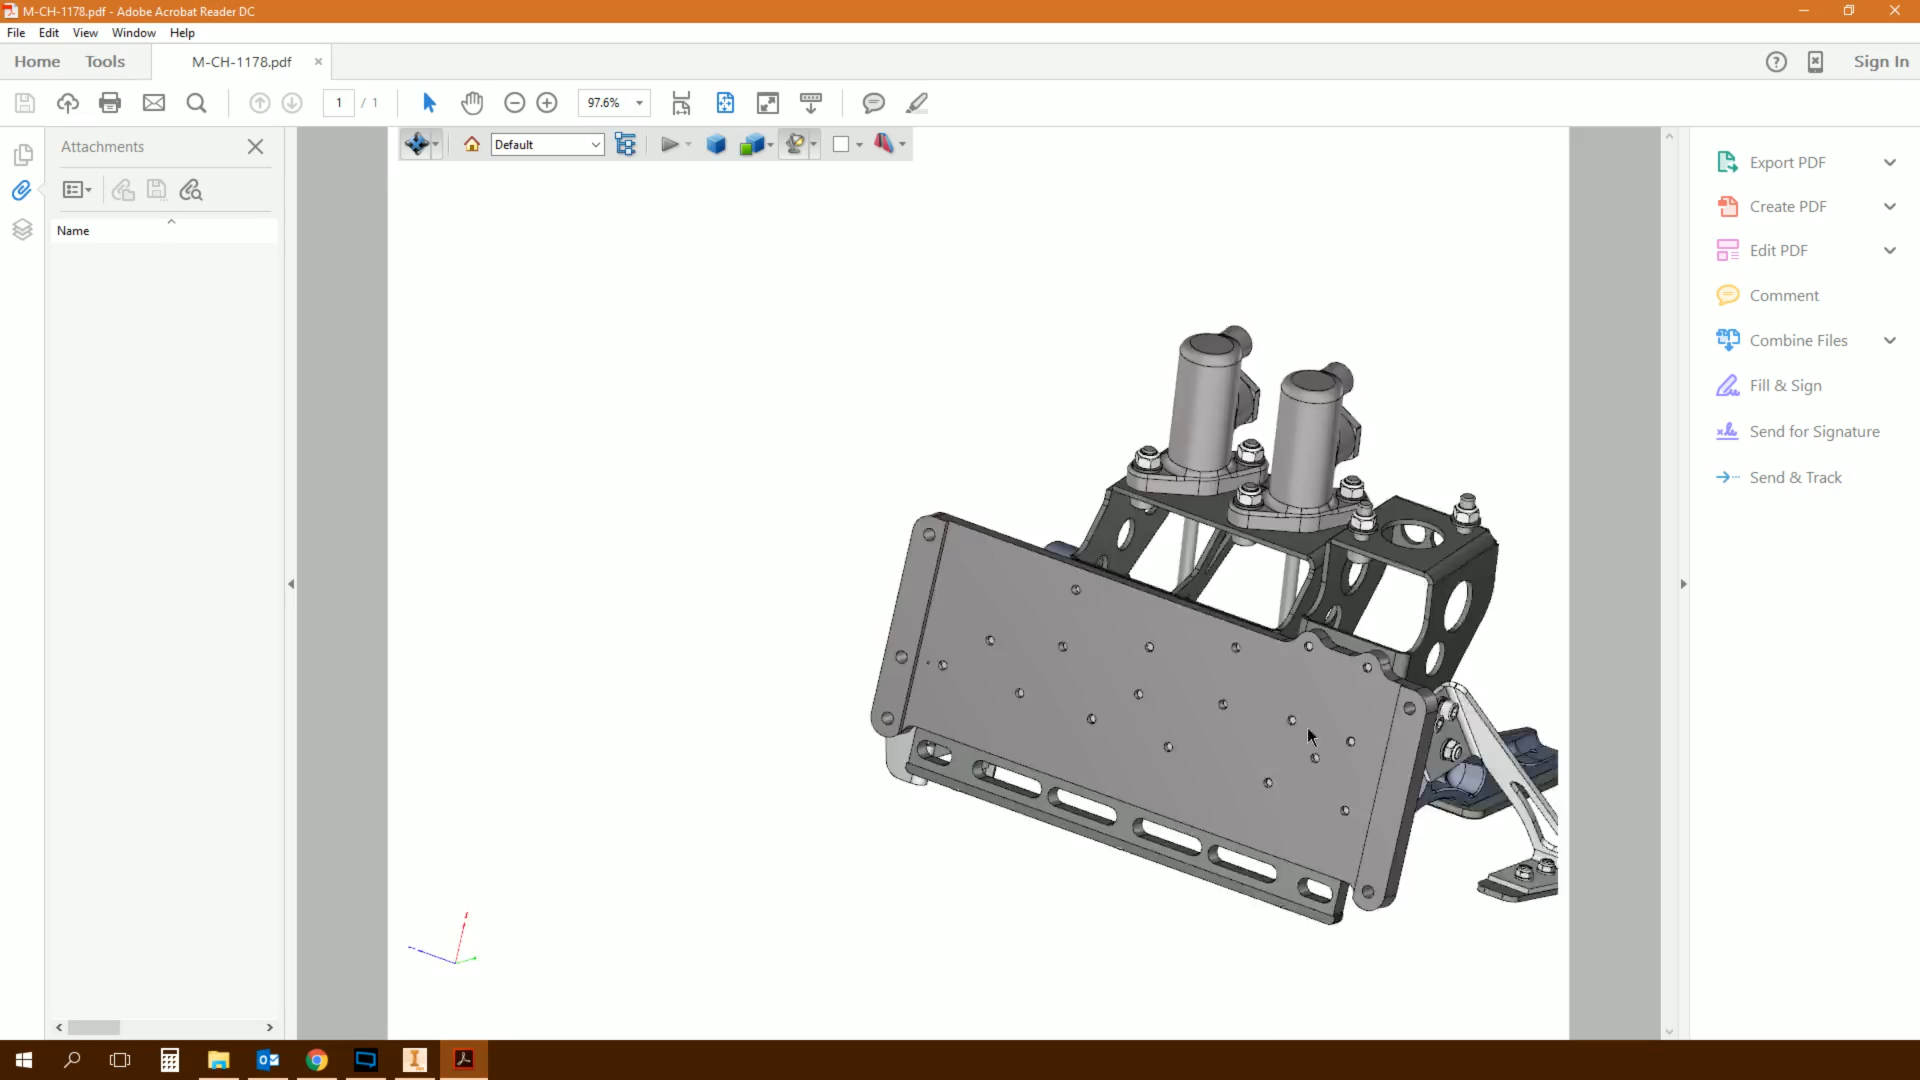 M-CH-1178.pdf - Adobe Acrobat Reader DC
File Edit View Window Help
Home Tools M-CH-1178.pdf Sign In
1 / 1 97.6%
Attachments
Default
Name
Export PDF
Create PDF
Edit PDF
Comment
Combine Files
Fill & Sign
Send for Signature
Send & Track